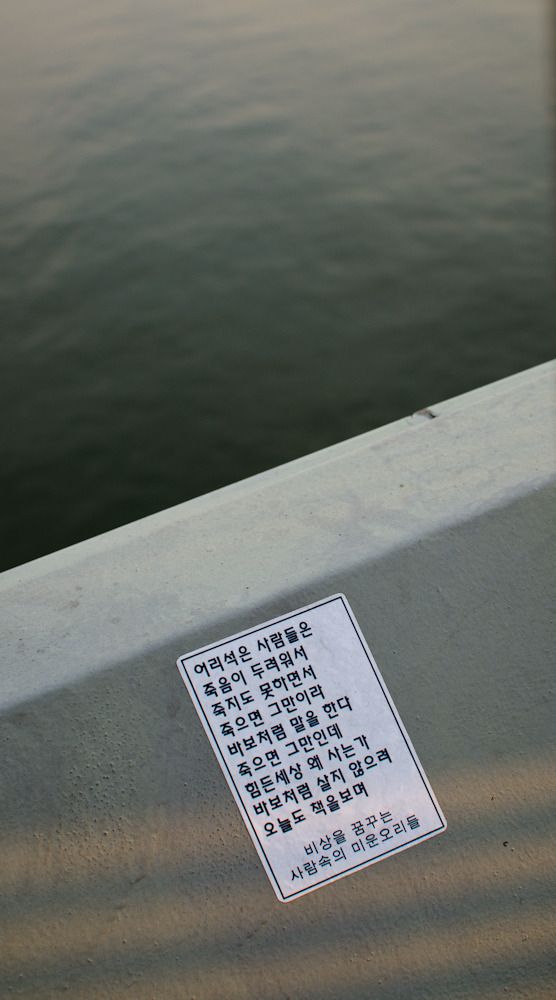 어리석은 사람들은
죽음이 두려워서
죽지도 못하면서
죽으면 그만이라
바보처럼 말을 한다
죽으면 그만인데
힘든세상 왜 사는가
바보처럼 살지 않으려
오늘도 책을보며
비상을 꿈꾸는
사람속의 미운오리들